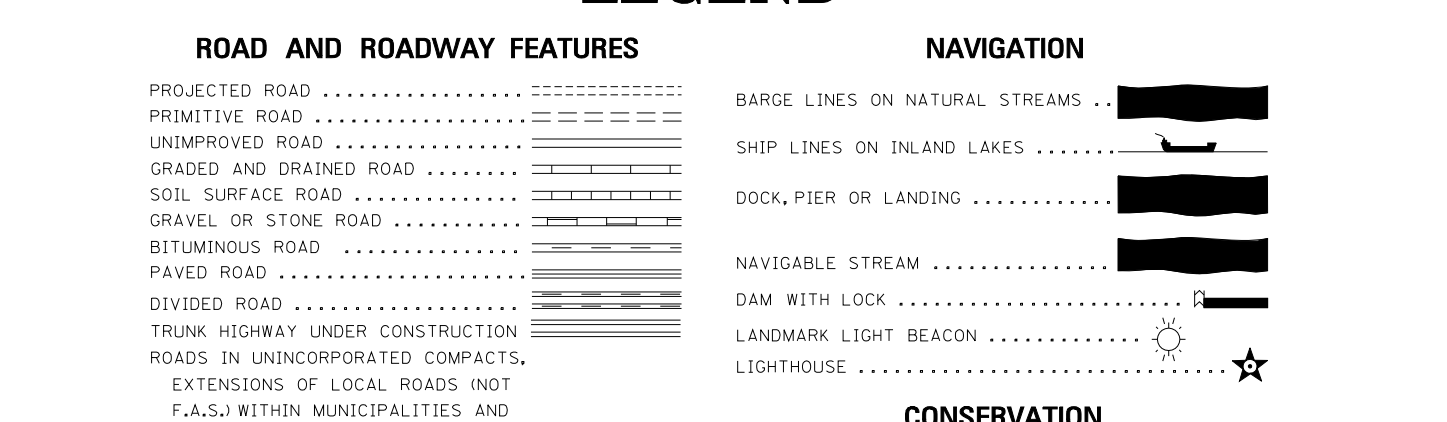 LEGEND
ROAD AND ROADWAY FEATURES
PROJECTED ROAD
PRIMITIVE ROAD
UNIMPROVED ROAD
GRADED AND DRAINED ROAD
SOIL SURFACE ROAD
GRAVEL OR STONE ROAD
BITUMINOUS ROAD
PAVED ROAD
DIVIDED ROAD
TRUNK HIGHWAY UNDER CONSTRUCTION
ROADS IN UNINCORPORATED COMPACTS,
EXTENSIONS OF LOCAL ROADS (NOT
F.A.S.) WITHIN MUNICIPALITIES AND
NAVIGATION
BARGE LINES ON NATURAL STREAMS
SHIP LINES ON INLAND LAKES
DOCK, PIER OR LANDING
NAVIGABLE STREAM
DAM WITH LOCK
LANDMARK LIGHT BEACON
LIGHTHOUSE
CONSERVATION